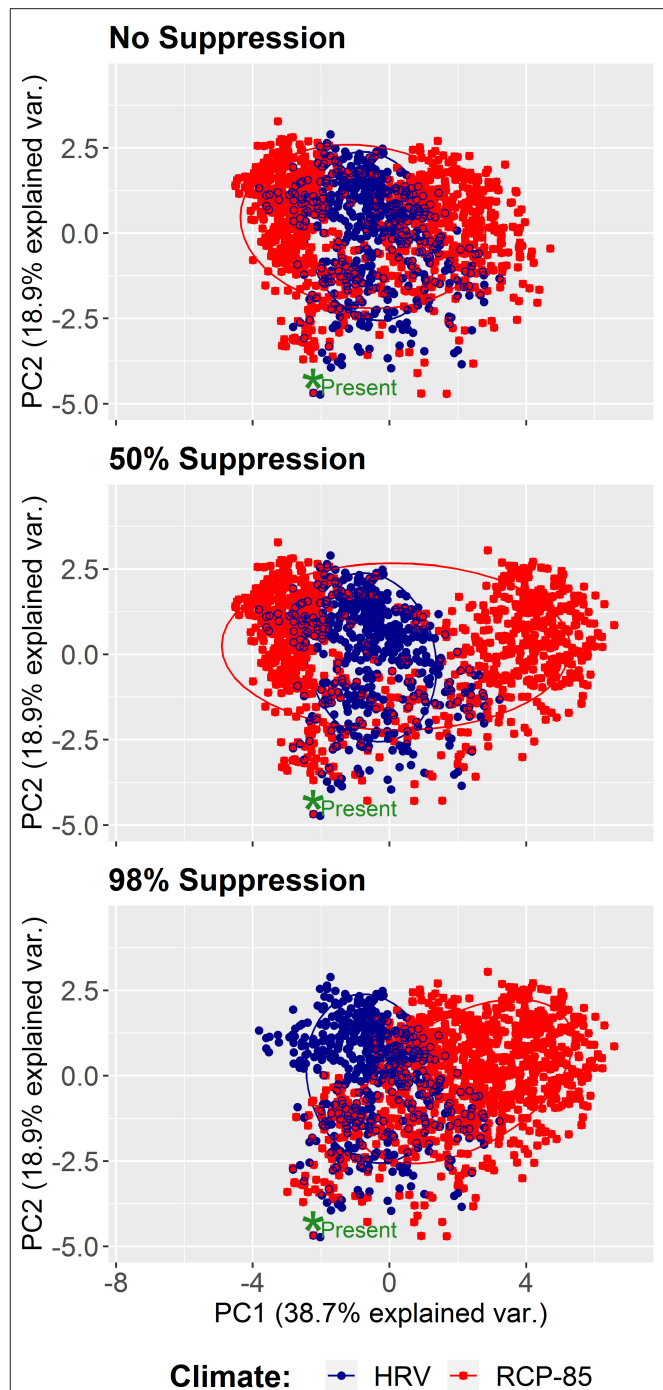 No Suppression
PC2 (18.9% explained var.)
2.5
0.0
-2.5
-5.0
Present
50% Suppression
PC2 (18.9% explained var.)
2.5
0.0
-2.5
-5.0
Present
98% Suppression
PC2 (18.9% explained var.)
2.5
0.0
-2.5
-5.0
Present
-8 -4 0 4
PC1 (38.7% explained var.)
Climate: HRV RCP-85